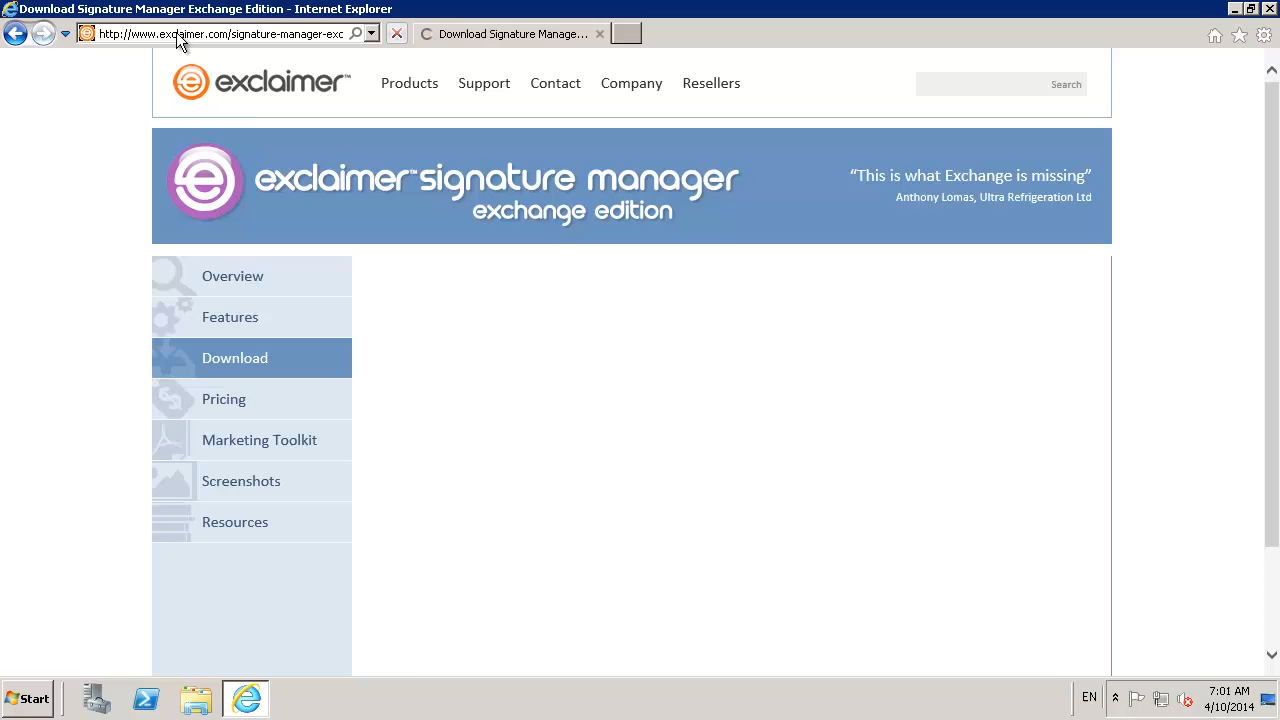 Download Signature Manager Exchange Edition - Internet Explorer
http://www.exclaimer.com/signature-manager-exc
Download Signature Manage...
exclaimer™
Products
Support
Contact
Company
Resellers
Search
exclaimer™ signature manager
exchange edition
“This is what Exchange is missing”
Anthony Lomas, Ultra Refrigeration Ltd
Overview
Features
Download
Pricing
Marketing Toolkit
Screenshots
Resources
Start
EN
7:01 AM
4/10/2014